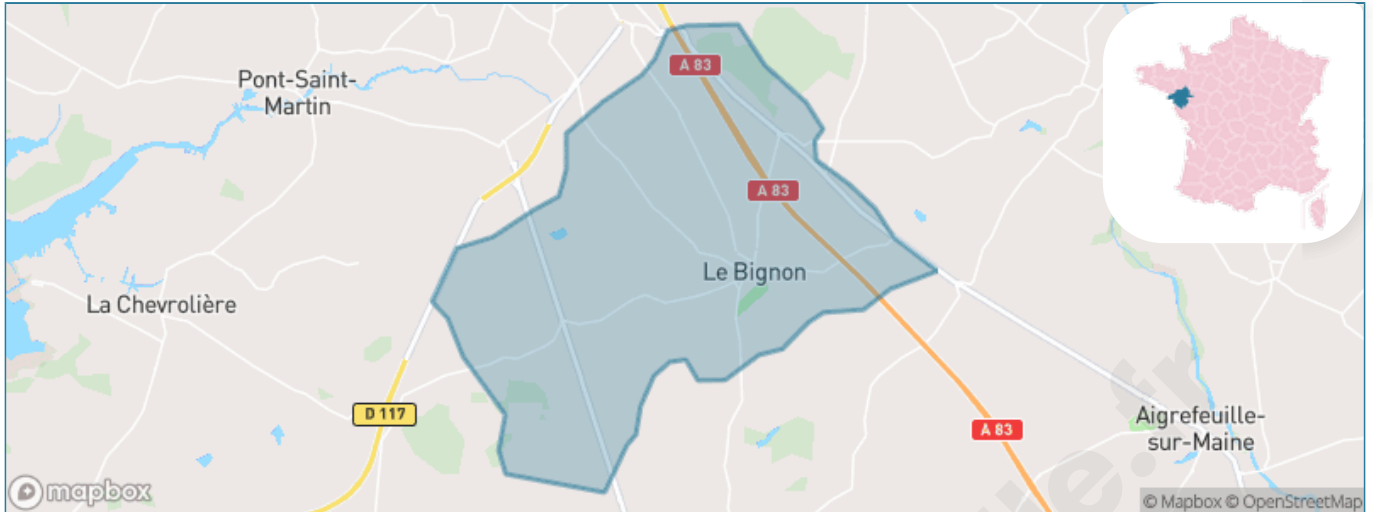 A 83
Pont-Saint-
Martin
A 83
Le Bignon
La Chevrolière
D 117
A 83
Aigrefeuille-
sur-Maine
mapbox
© Mapbox © OpenStreetMap